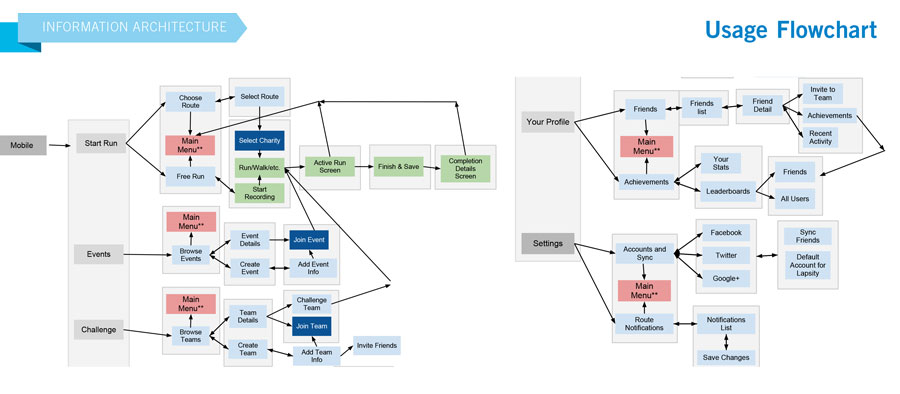 INFORMATION ARCHITECTURE
Usage Flowchart
Mobile
Start Run
Choose
Route
Select Route
Main
Menu**
Select Charity
Free Run
Run/Walk/etc.
Start
Recording
Active Run
Screen
Finish & Save
Completion
Details
Screen
Events
Main
Menu**
Browse
Events
Event
Details
Create
Event
Join Event
Add Event
Info
Challenge
Main
Menu**
Browse
Teams
Team
Details
Create
Team
Challenge
Team
Join Team
Add Team
Info
Invite Friends
Your Profile
Friends
Friends
list
Friend
Detail
Invite to
Team
Achievements
Recent
Activity
Main
Menu**
Achievements
Your
Stats
Leaderboards
Friends
All Users
Settings
Accounts and
Sync
Facebook
Twitter
Google+
Sync
Friends
Default
Account for
Lapsity
Main
Menu**
Route
Notifications
Notifications
List
Save Changes